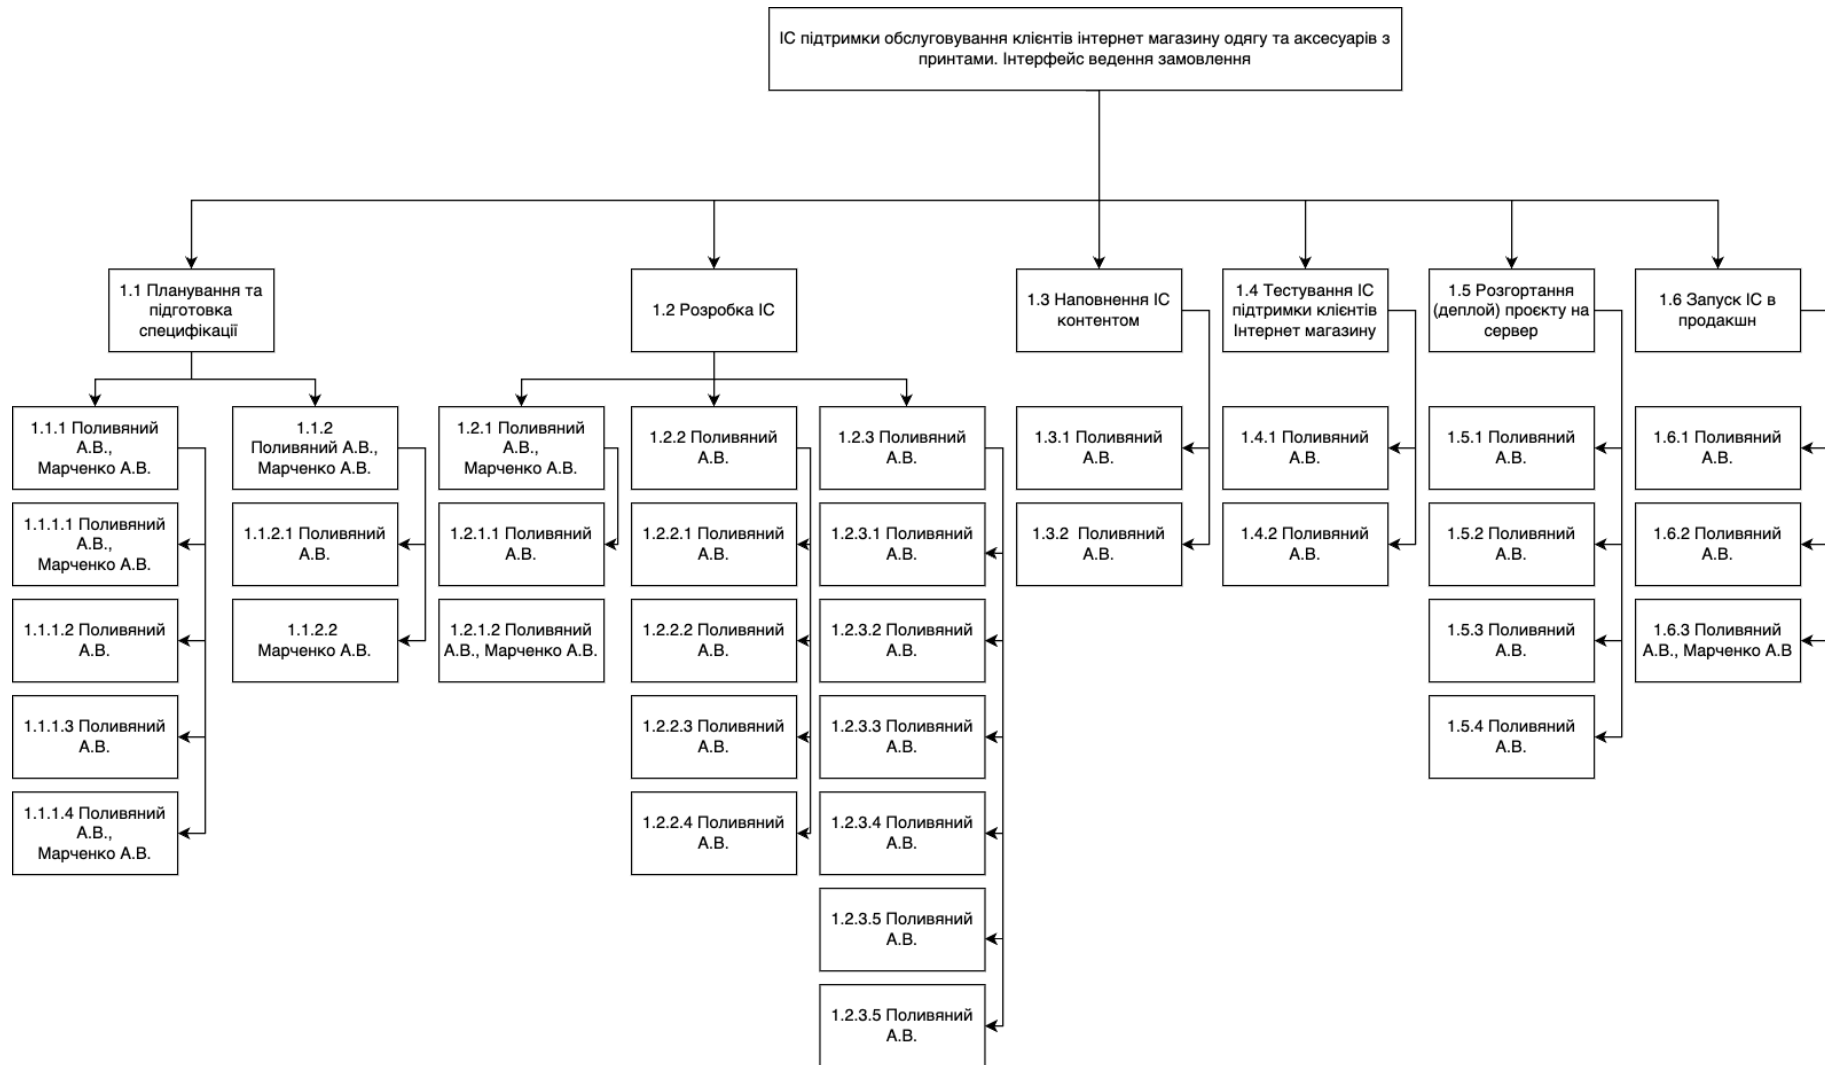 ІС підтримки обслуговування клієнтів інтернет магазину одягу та аксесуарів з
принтами. Інтерфейс ведення замовлення
1.1 Планування та
підготовка
специфікації
1.2 Розробка ІС
1.3 Наповнення ІС
контентом
1.4 Тестування ІС
підтримки клієнтів
Інтернет магазину
1.5 Розгортання
(деплой) проєкту на
сервер
1.6 Запуск ІС в
продакшн
1.1.1 Поливяний
А.В.,
Марченко А.В.
1.1.2
Поливяний А.В.,
Марченко А.В.
1.2.1 Поливяний
А.В.,
Марченко А.В.
1.2.2 Поливяний
А.В.
1.2.3 Поливяний
А.В.
1.3.1 Поливяний
А.В.
1.4.1 Поливяний
А.В.
1.5.1 Поливяний
А.В.
1.6.1 Поливяний
А.В.
1.1.1.1 Поливяний
А.В.,
Марченко А.В.
1.1.2.1 Поливяний
А.В.
1.2.1.1 Поливяний
А.В.
1.2.2.1 Поливяний
А.В.
1.2.3.1 Поливяний
А.В.
1.3.2 Поливяний
А.В.
1.4.2 Поливяний
А.В.
1.5.2 Поливяний
А.В.
1.6.2 Поливяний
А.В.
1.1.1.2 Поливяний
А.В.
1.1.2.2
Марченко А.В.
1.2.1.2 Поливяний
А.В., Марченко А.В.
1.2.2.2 Поливяний
А.В.
1.2.3.2 Поливяний
А.В.
1.5.3 Поливяний
А.В.
1.6.3 Поливяний
А.В., Марченко А.В
1.1.1.3 Поливяний
А.В.
1.2.2.3 Поливяний
А.В.
1.2.3.3 Поливяний
А.В.
1.5.4 Поливяний
А.В.
1.1.1.4 Поливяний
А.В.,
Марченко А.В.
1.2.2.4 Поливяний
А.В.
1.2.3.4 Поливяний
А.В.
1.2.3.5 Поливяний
А.В.
1.2.3.5 Поливяний
А.В.